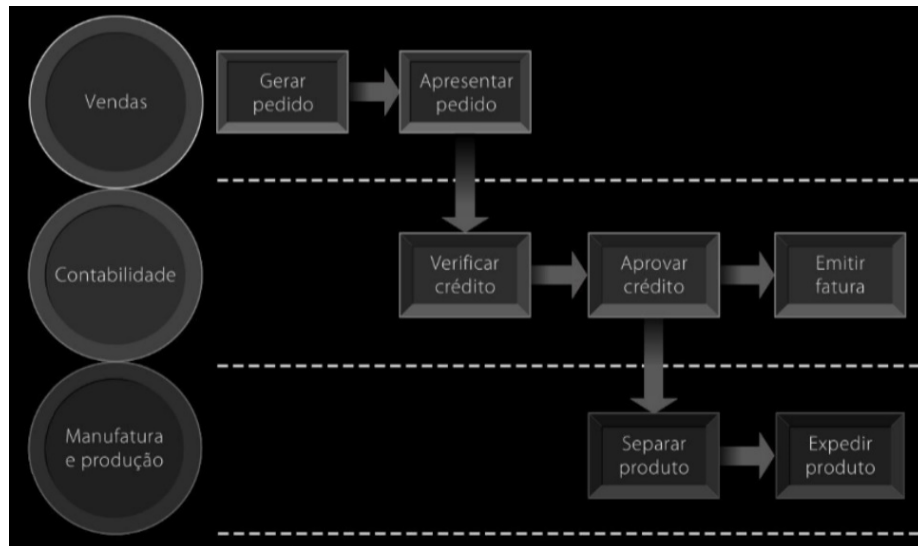 Vendas
Gerar
pedido
Apresentar
pedido
Contabilidade
Verificar
crédito
Aprovar
crédito
Emitir
fatura
Manufatura
e produção
Separar
produto
Expedir
produto